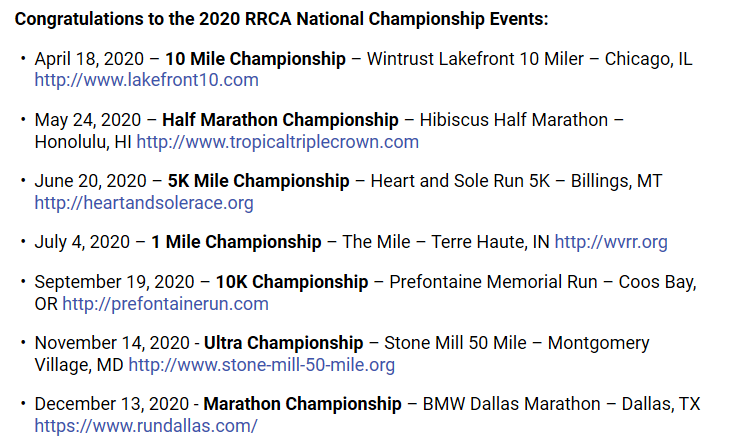 Congratulations to the 2020 RRCA National Championship Events:
• April 18, 2020 – 10 Mile Championship – Wintrust Lakefront 10 Miler – Chicago, IL
http://www.lakefront10.com
• May 24, 2020 – Half Marathon Championship – Hibiscus Half Marathon –
Honolulu, HI http://www.tropicaltriplecrown.com
• June 20, 2020 – 5K Mile Championship – Heart and Sole Run 5K – Billings, MT
http://heartandsolerace.org
• July 4, 2020 – 1 Mile Championship – The Mile – Terre Haute, IN http://wvrr.org
• September 19, 2020 – 10K Championship – Prefontaine Memorial Run – Coos Bay,
OR http://prefontainerun.com
• November 14, 2020 - Ultra Championship – Stone Mill 50 Mile – Montgomery
Village, MD http://www.stone-mill-50-mile.org
• December 13, 2020 - Marathon Championship – BMW Dallas Marathon – Dallas, TX
https://www.rundallas.com/